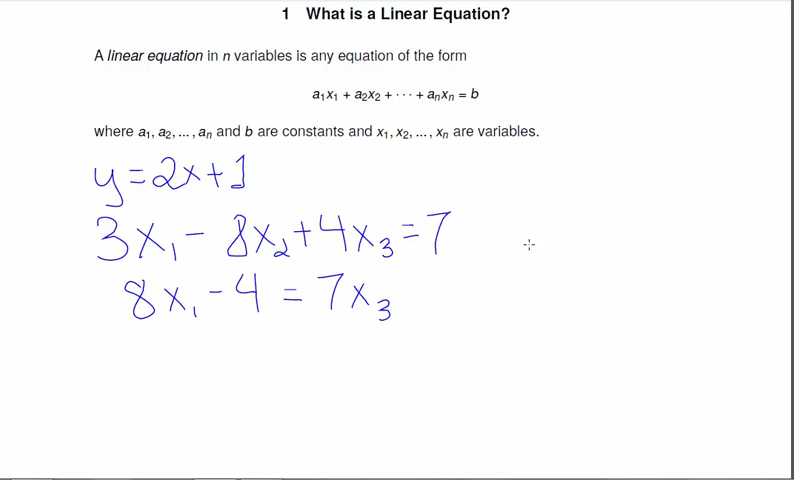 1 What is a Linear Equation?
A linear equation in n variables is any equation of the form
a₁x₁ + a₂x₂ + · · · + aₙxₙ = b
where a₁, a₂, ..., aₙ and b are constants and x₁, x₂, ..., xₙ are variables.
y=2x+1
3x₁ - 8x₂+4x₃=7
8x₁-4 = 7x₃